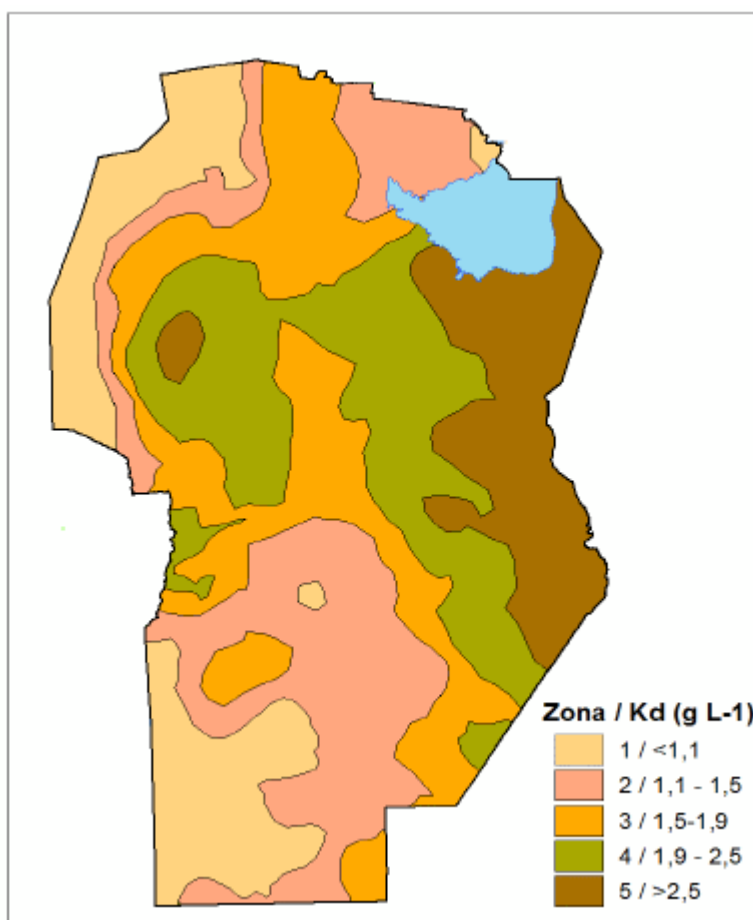 Zona / Kd (g L-1)
1 / <1,1
2 / 1,1 - 1,5
3 / 1,5-1,9
4 / 1,9 - 2,5
5 / >2,5